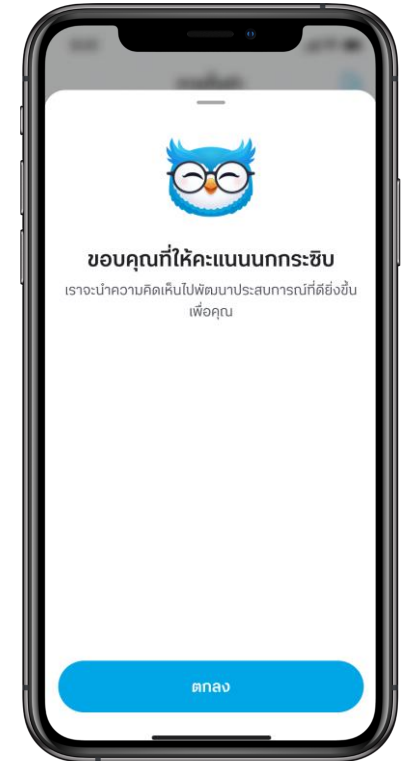 ขอบคุณที่ให้คะแนนนกกระซิบ
เราจะนำความคิดเห็นไปพัฒนาประสบการณ์ที่ดียิ่งขึ้น
เพื่อคุณ
ตกลง